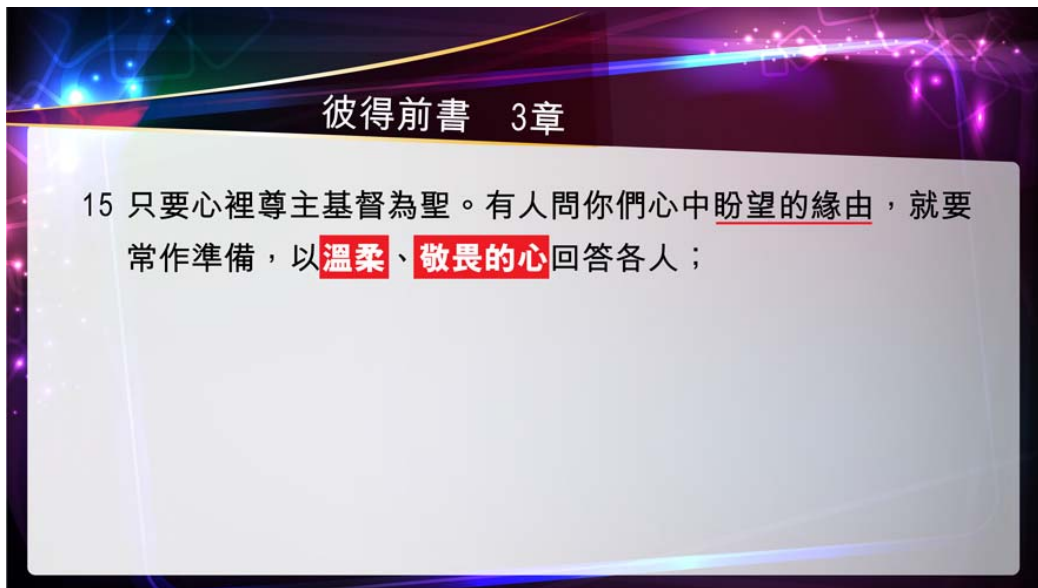 彼得前書　3章
15 只要心裡尊主基督為聖。有人問你們心中盼望的緣由，就要
常作準備，以溫柔、敬畏的心回答各人；